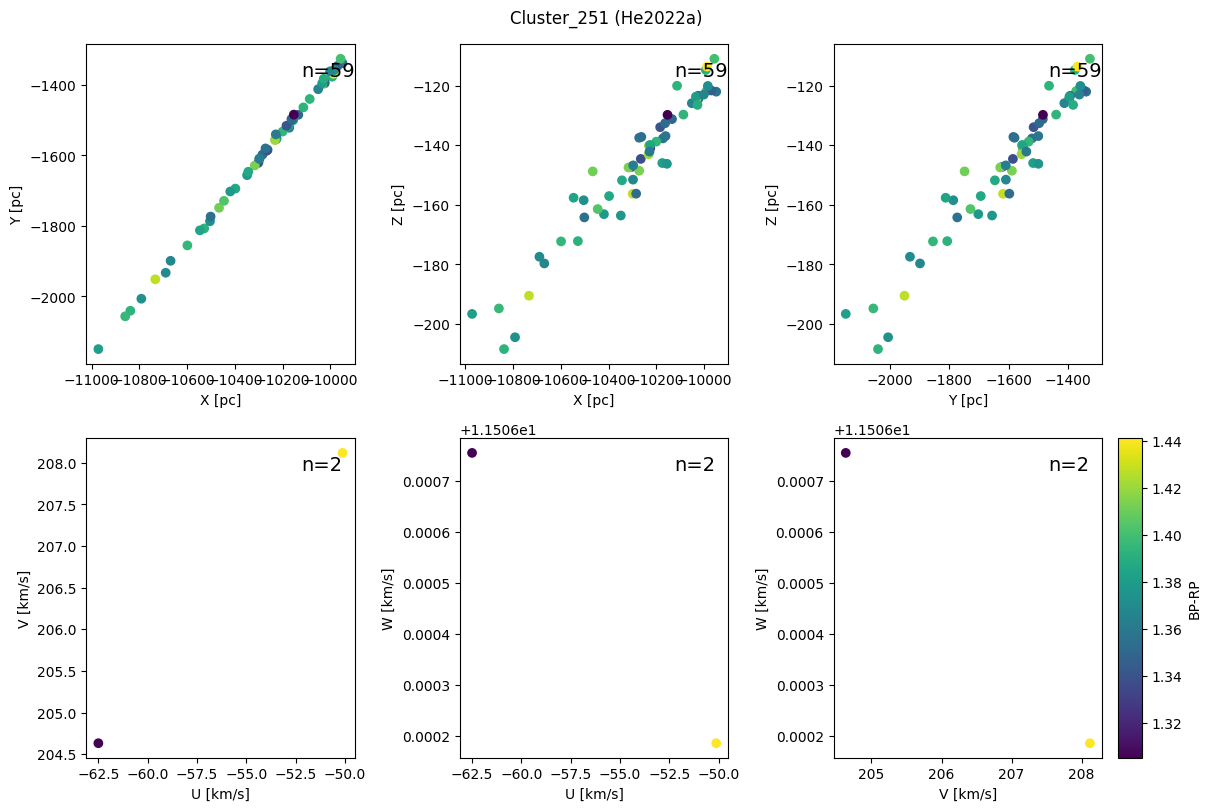 Cluster_251 (He2022a)
n=59
−1400
−1600
−1800
−2000
Y [pc]
−11000 −10800 −10600 −10400 −10200 −10000
X [pc]
n=59
−120
−140
−160
−180
−200
Z [pc]
−11000 −10800 −10600 −10400 −10200 −10000
X [pc]
n=59
−120
−140
−160
−180
−200
Z [pc]
−2000 −1800 −1600 −1400
Y [pc]
n=2
208.0
207.5
207.0
206.5
206.0
205.5
205.0
204.5
V [km/s]
−62.5 −60.0 −57.5 −55.0 −52.5 −50.0
U [km/s]
+1.1506e1
n=2
0.0007
0.0006
0.0005
0.0004
0.0003
0.0002
W [km/s]
−62.5 −60.0 −57.5 −55.0 −52.5 −50.0
U [km/s]
+1.1506e1
n=2
0.0007
0.0006
0.0005
0.0004
0.0003
0.0002
W [km/s]
205 206 207 208
V [km/s]
1.44
1.42
1.40
1.38
1.36
1.34
1.32
BP-RP